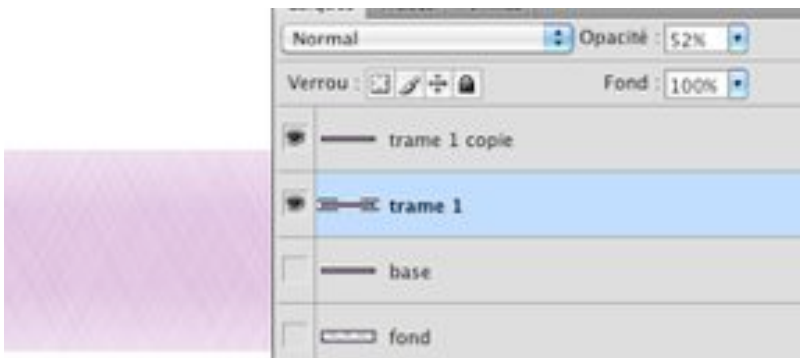 Normal Opacité : 52%
Verrou : Fond : 100%
trame 1 copie
trame 1
base
fond